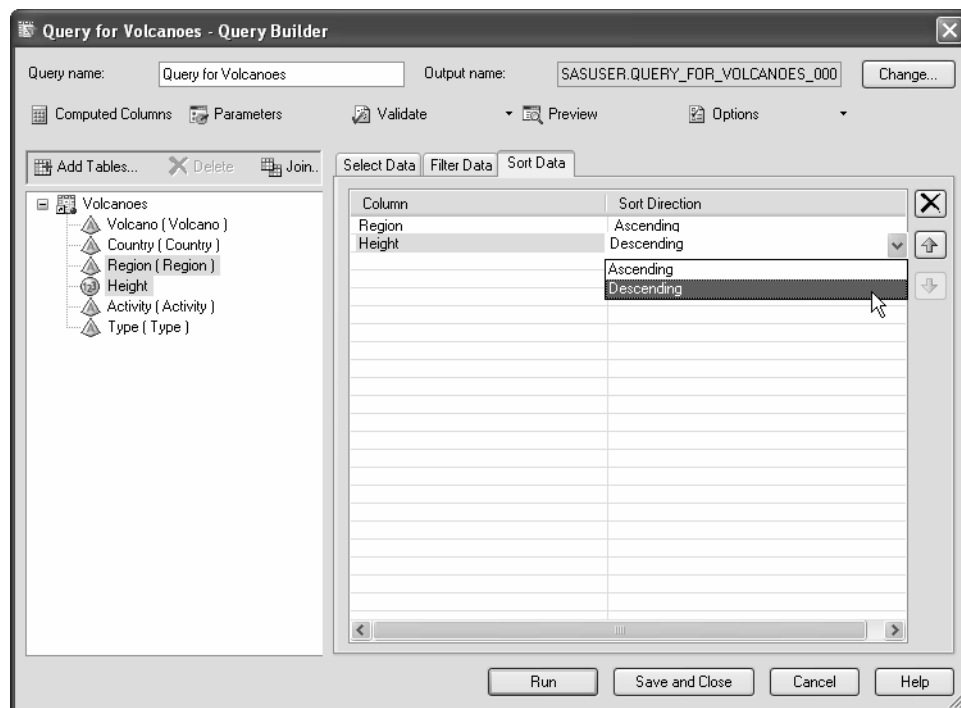 Query for Volcanoes - Query Builder
Query name: Query for Volcanoes Output name: SASUSER.QUERY_FOR_VOLCANOES_000 Change...
Computed Columns Parameters Validate Preview Options
Add Tables... Delete Join..
Select Data Filter Data Sort Data
Volcanoes
Volcano ( Volcano )
Country ( Country )
Region ( Region )
123 Height
Activity ( Activity )
Type ( Type )
Column Sort Direction
Region Ascending
Height Descending
Ascending
Descending
Run Save and Close Cancel Help